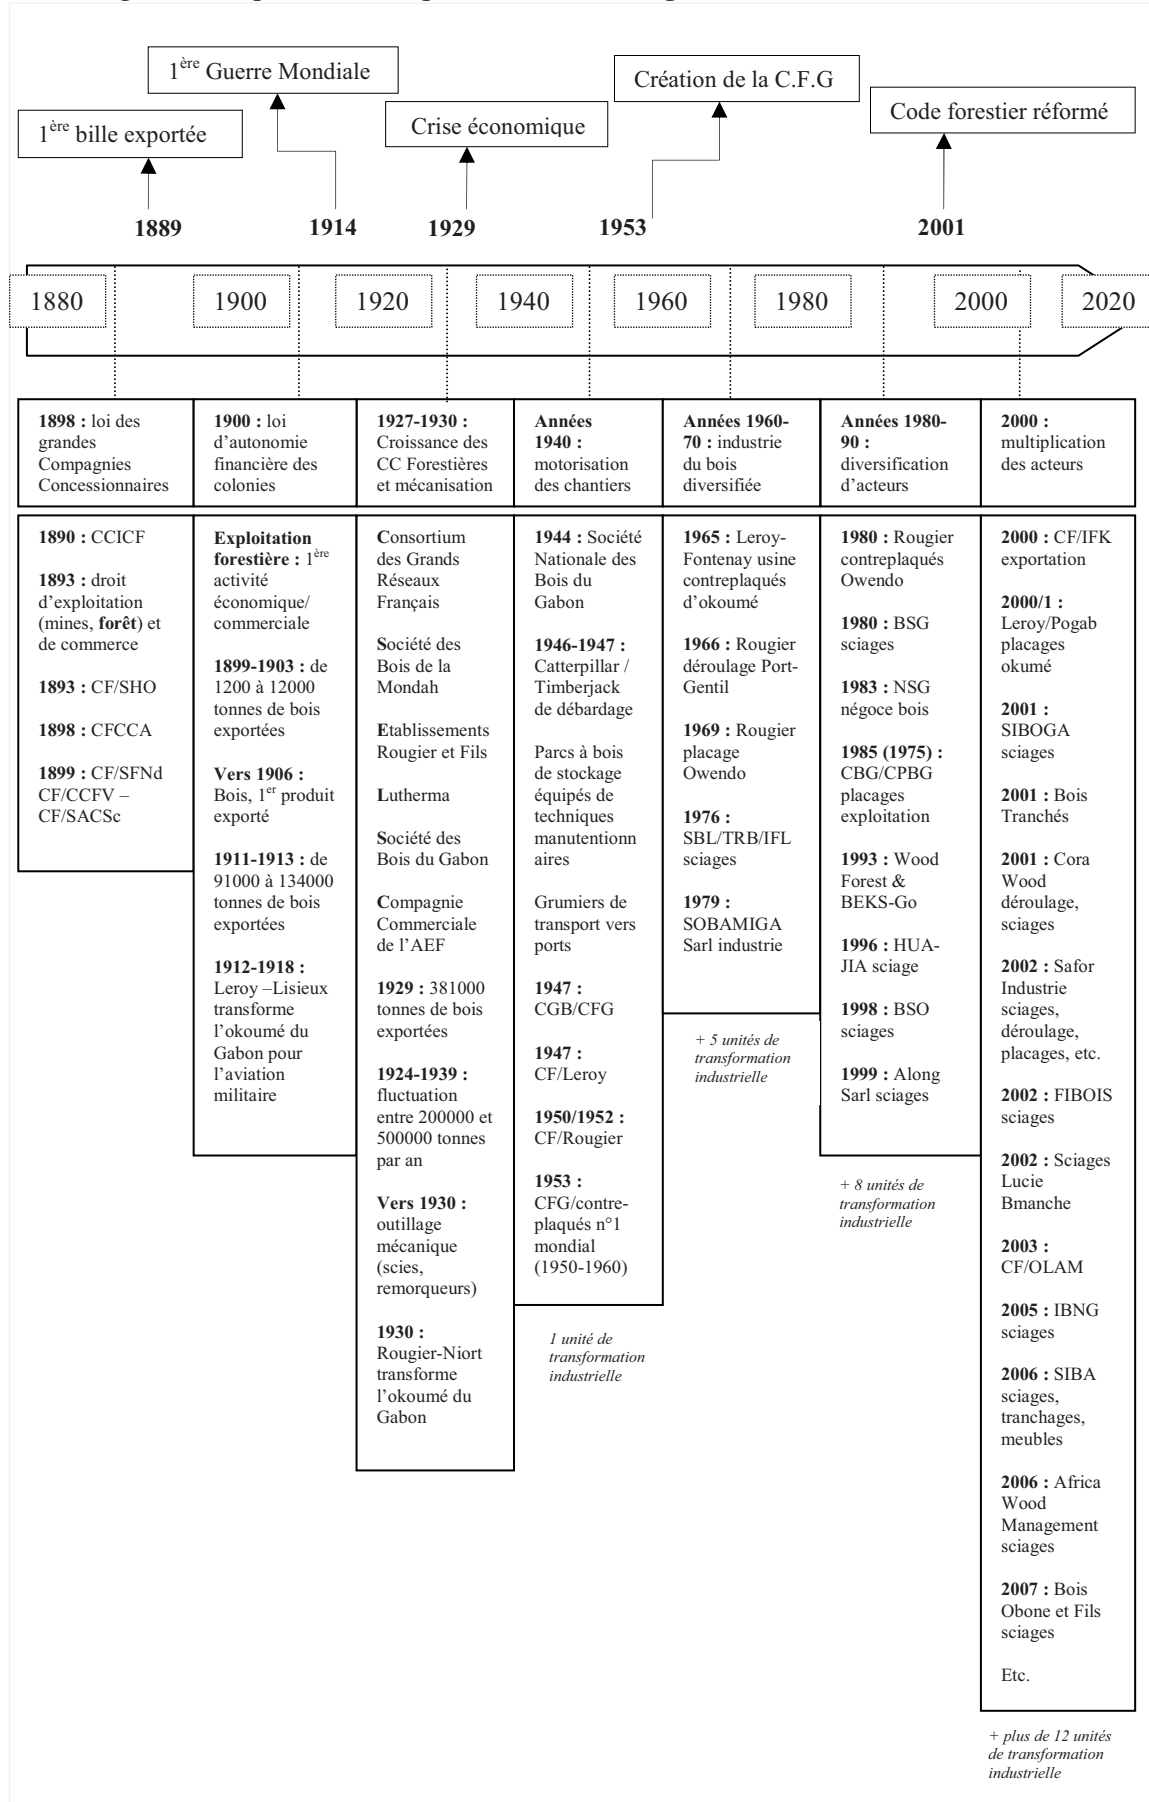 1ère Guerre Mondiale
Création de la C.F.G
Code forestier réformé
Crise économique
1ère bille exportée
1889
1914
1929
1953
2001
1880
1900
1920
1940
1960
1980
2000
2020
1898 : loi des
grandes
Compagnies
Concessionnaires
1900 : loi
d’autonomie
financière des
colonies
1927-1930 :
Croissance des
CC Forestières
et mécanisation
Années
1940 :
motorisation
des chantiers
Années 1960-
70 : industrie
du bois
diversifiée
Années 1980-
90 :
diversification
d’acteurs
2000 :
multiplication
des acteurs
1890 : CCICF
1893 : droit
d’exploitation
(mines, forêt) et
de commerce
1893 : CF/SHO
1898 : CFCCA
1899 : CF/SFNd
CF/CCFV –
CF/SACSc
Exploitation
forestière : 1ère
activité
économique/
commerciale
1899-1903 : de
1200 à 12000
tonnes de bois
exportées
Vers 1906 :
Bois, 1er produit
exporté
1911-1913 : de
91000 à 134000
tonnes de bois
exportées
1912-1918 :
Leroy –Lisieux
transforme
l’okoumé du
Gabon pour
l’aviation
militaire
Consortium
des Grands
Réseaux
Français
Société des
Bois de la
Mondah
Etablissements
Rougier et Fils
Lutherma
Société des
Bois du Gabon
Compagnie
Commerciale
de l’AEF
1929 : 381000
tonnes de bois
exportées
1924-1939 :
fluctuation
entre 200000 et
500000 tonnes
par an
Vers 1930 :
outillage
mécanique
(scies,
remorqueurs)
1930 :
Rougier-Niort
transforme
l’okoumé du
Gabon
1944 : Société
Nationale des
Bois du
Gabon
1946-1947 :
Catterpillar /
Timberjack
de débardage
Parcs à bois
de stockage
équipés de
techniques
manutentionn
aires
Grumiers de
transport vers
ports
1947 :
CGB/CFG
1947 :
CF/Leroy
1950/1952 :
CF/Rougier
1953 :
CFG/contre-
plaqués n°1
mondial
(1950-1960)
1 unité de
transformation
industrielle
1965 : Leroy-
Fontenay usine
contreplaqués
d’okoumé
1966 : Rougier
déroulage Port-
Gentil
1969 : Rougier
placage
Owendo
1976 :
SBL/TRB/IFL
sciages
1979 :
SOBAMIGA
Sarl industrie
+ 5 unités de
transformation
industrielle
1980 : Rougier
contreplaqués
Owendo
1980 : BSG
sciages
1983 : NSG
négoce bois
1985 (1975) :
CBG/CPBG
placages
exploitation
1993 : Wood
Forest &
BEKS-Go
1996 : HUA-
JIA sciage
1998 : BSO
sciages
1999 : Along
Sarl sciages
+ 8 unités de
transformation
industrielle
2000 : CF/IFK
exportation
2000/1 :
Leroy/Pogab
placages
okumé
2001 :
SIBOGA
sciages
2001 : Bois
Tranchés
2001 : Cora
Wood
déroulage,
sciages
2002 : Safor
Industrie
sciages,
déroulage,
placages, etc.
2002 : FIBOIS
sciages
2002 : Sciages
Lucie
Bmanche
2003 :
CF/OLAM
2005 : IBNG
sciages
2006 : SIBA
sciages,
tranchages,
meubles
2006 : Africa
Wood
Management
sciages
2007 : Bois
Obone et Fils
sciages
Etc.
+ plus de 12 unités
de transformation
industrielle